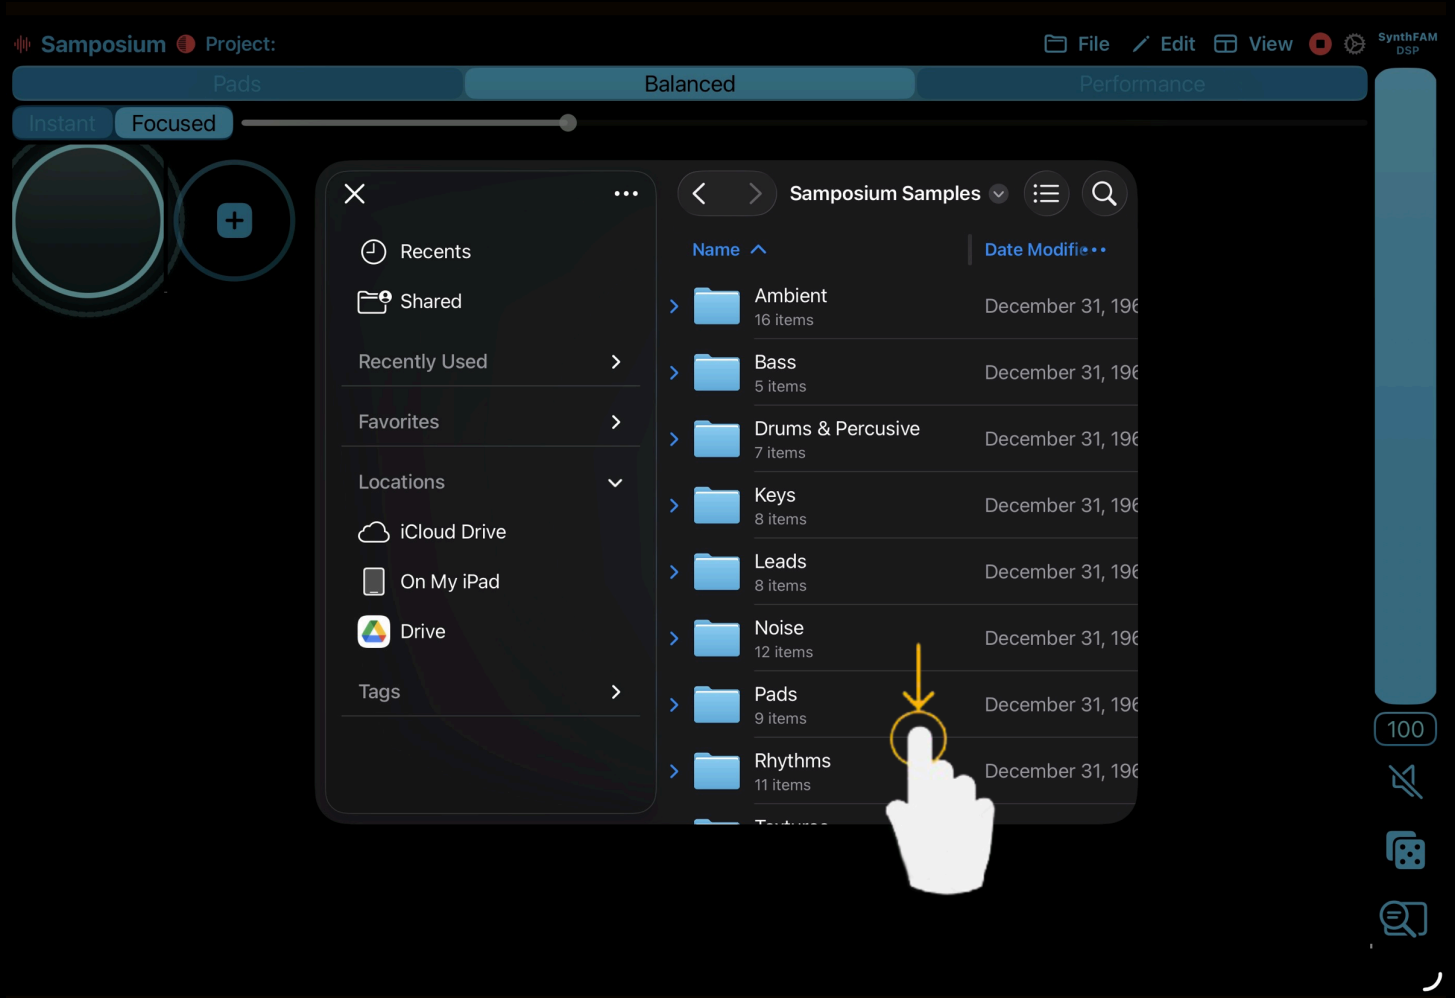 Samposium Project:
File Edit View SynthFAM
DSP
Pads Balanced Performance
Instant Focused
Samposium Samples
Recents
Shared
Recently Used
Favorites
Locations
iCloud Drive
On My iPad
Drive
Tags
Name Date Modifie
Ambient
16 items
December 31, 196
Bass
5 items
December 31, 196
Drums & Percusive
7 items
December 31, 196
Keys
8 items
December 31, 196
Leads
8 items
December 31, 196
Noise
12 items
December 31, 196
Pads
9 items
December 31, 196
Rhythms
11 items
December 31, 196
100